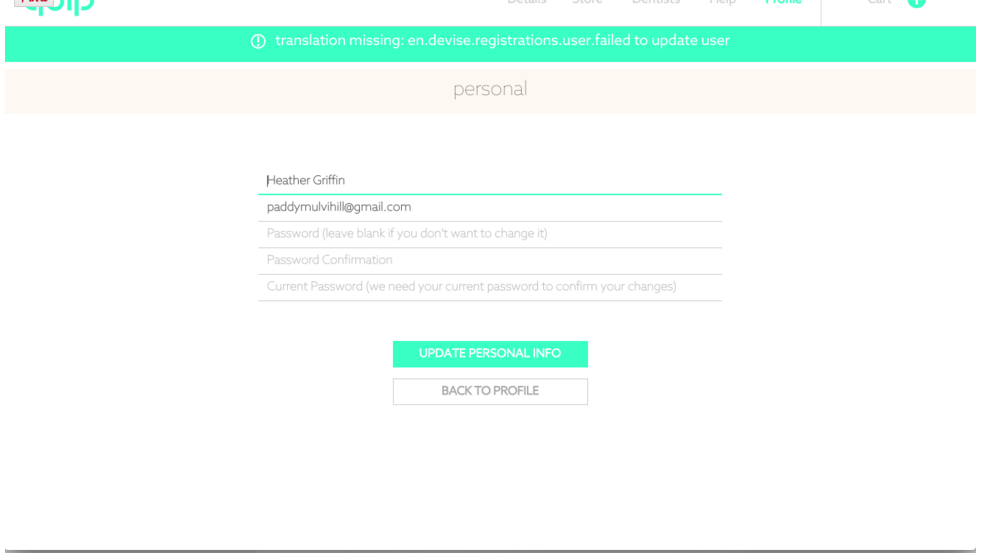 Details Store Dentists Help Profile Cart
translation missing: en.devise.registrations.user.failed to update user
personal
Heather Griffin
paddymulvihill@gmail.com
Password (leave blank if you don't want to change it)
Password Confirmation
Current Password (we need your current password to confirm your changes)
UPDATE PERSONAL INFO
BACK TO PROFILE